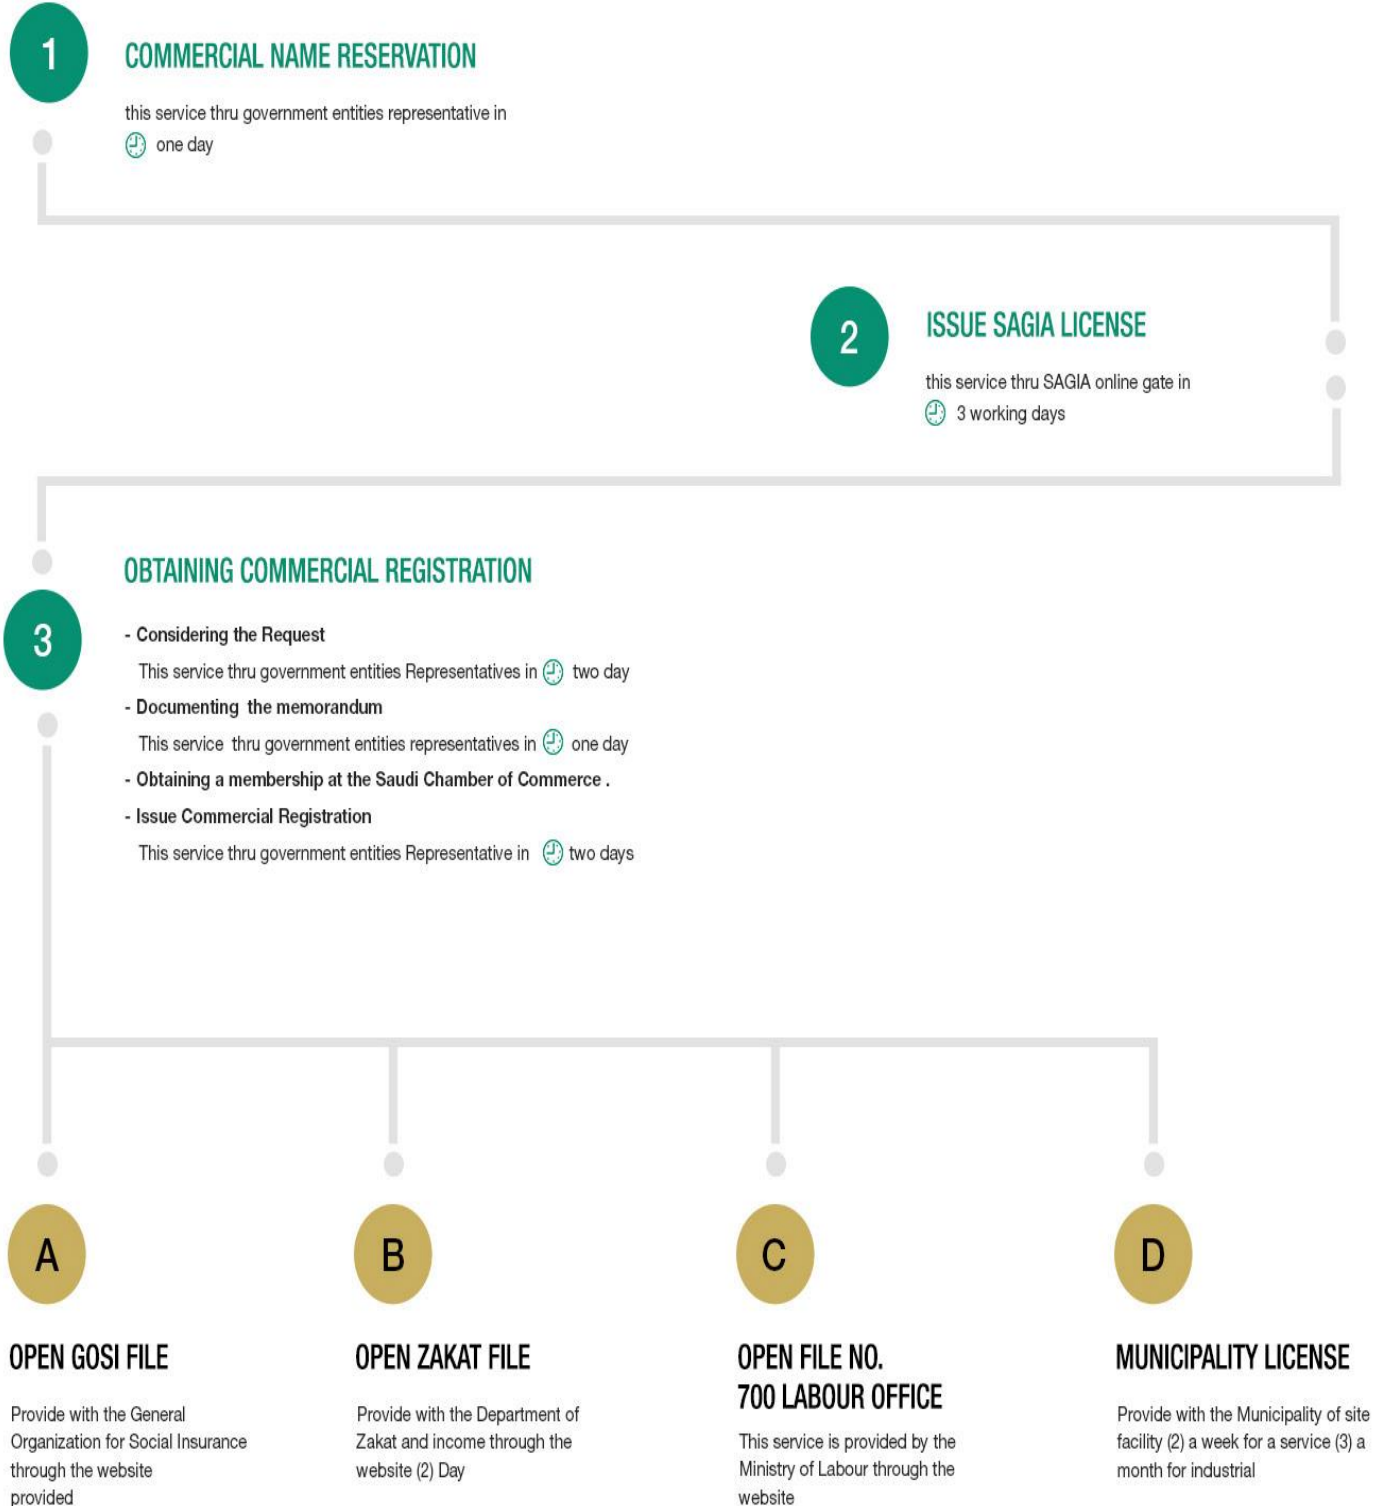 1
COMMERCIAL NAME RESERVATION
this service thru government entities representative in
one day
2
ISSUE SAGIA LICENSE
this service thru SAGIA online gate in
3 working days
3
OBTAINING COMMERCIAL REGISTRATION
- Considering the Request
This service thru government entities Representatives in two day
- Documenting the memorandum
This service thru government entities representatives in one day
- Obtaining a membership at the Saudi Chamber of Commerce .
- Issue Commercial Registration
This service thru government entities Representative in two days
A
OPEN GOSI FILE
Provide with the General
Organization for Social Insurance
through the website
provided
B
OPEN ZAKAT FILE
Provide with the Department of
Zakat and income through the
website (2) Day
C
OPEN FILE NO.
700 LABOUR OFFICE
This service is provided by the
Ministry of Labour through the
website
D
MUNICIPALITY LICENSE
Provide with the Municipality of site
facility (2) a week for a service (3) a
month for industrial